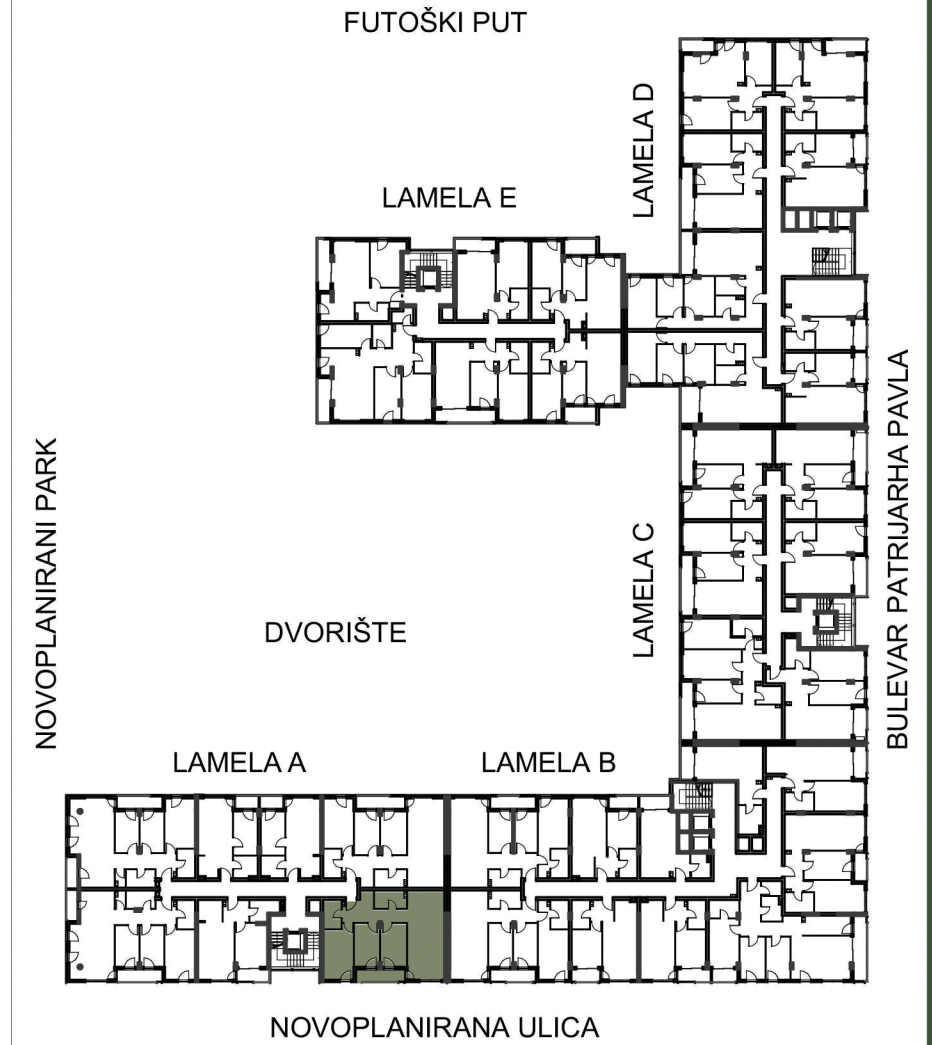 FUTOŠKI PUT
LAMELA D
LAMELA E
BULEVAR PATRIJARHA PAVLA
NOVOPLANIRANI PARK
LAMELA C
DVORIŠTE
LAMELA A
LAMELA B
NOVOPLANIRANA ULICA